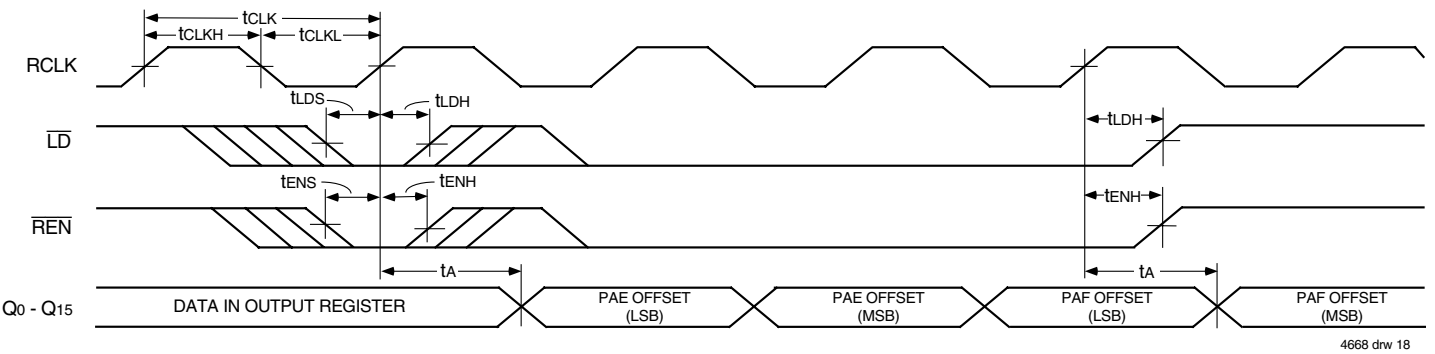 tCLK
tCLKH
tCLKL
RCLK
tLDS
tLDH
tLDH
LD
tENS
tENH
tENH
REN
tA
tA
Q0 - Q15
DATA IN OUTPUT REGISTER
PAE OFFSET
(LSB)
PAE OFFSET
(MSB)
PAF OFFSET
(LSB)
PAF OFFSET
(MSB)
4668 drw 18